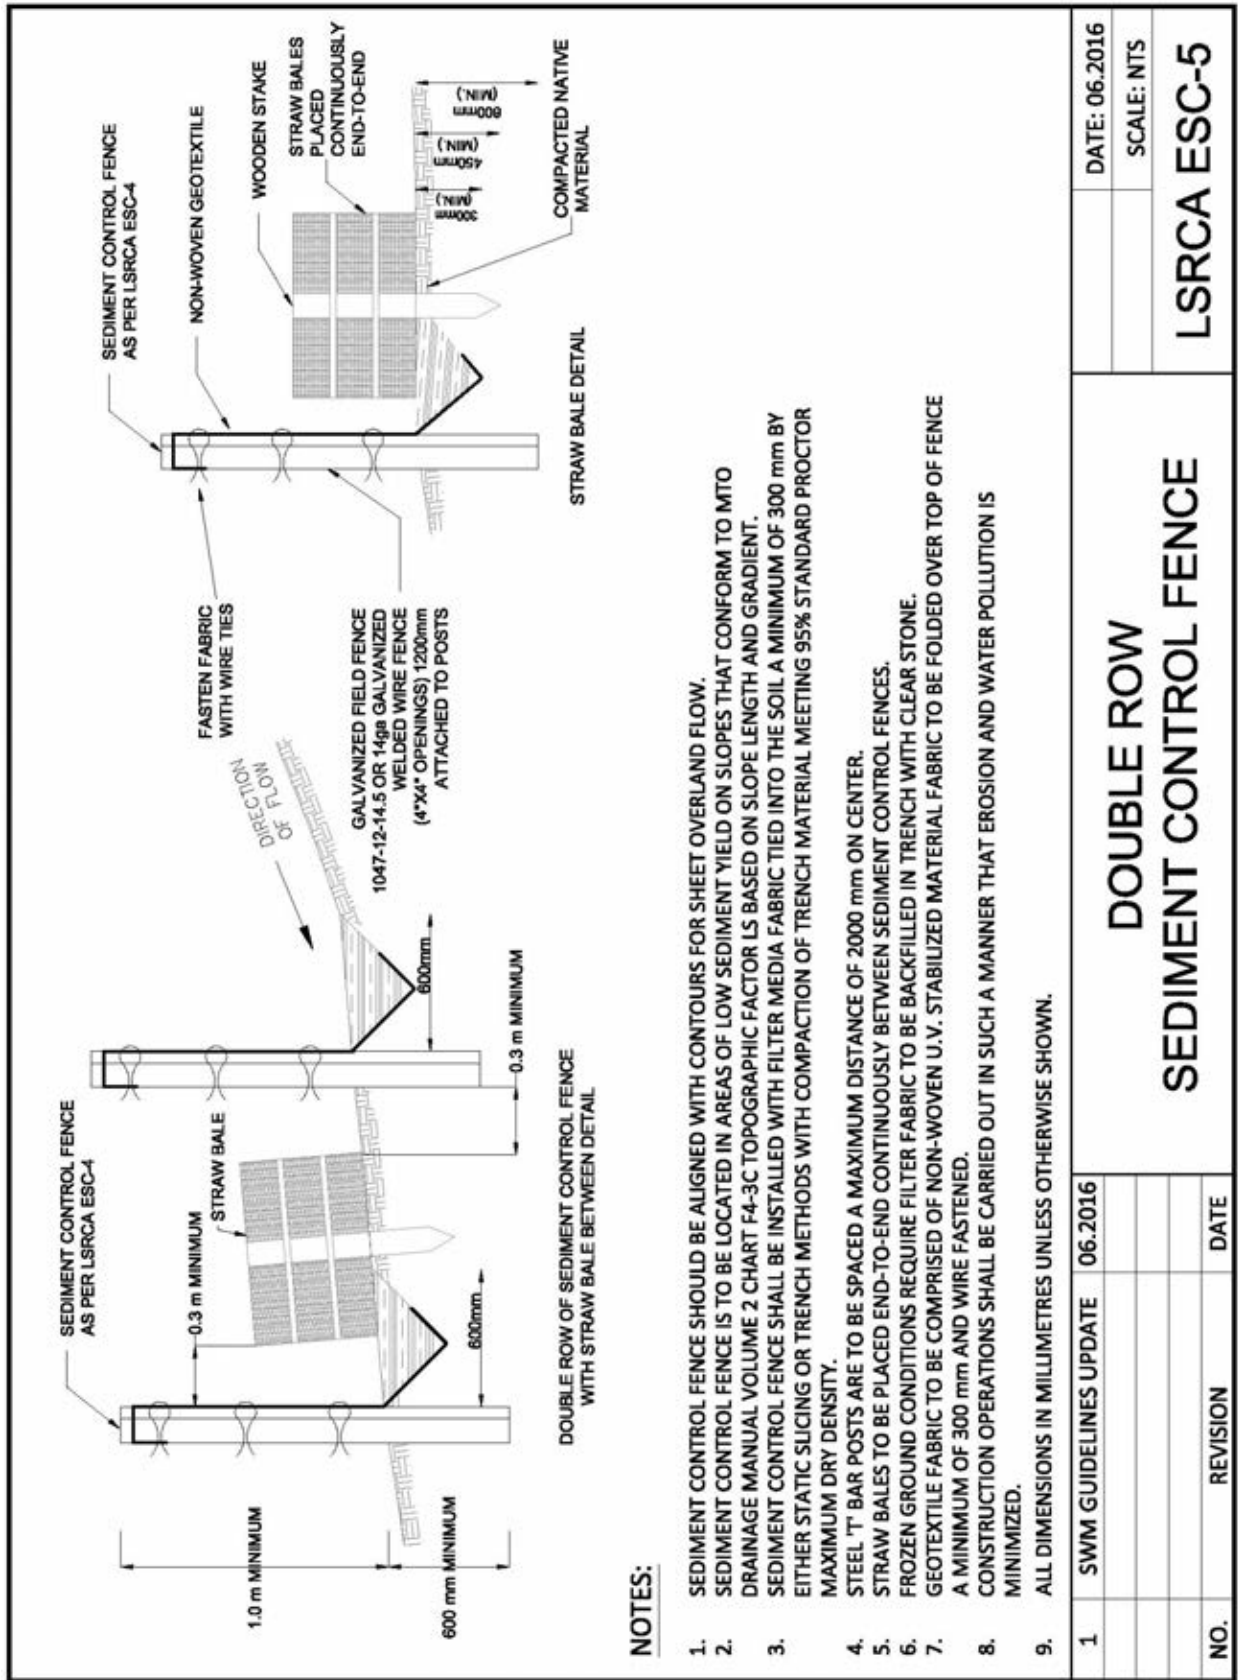 SEDIMENT CONTROL FENCE
AS PER LSRCA ESC-4
0.3 m MINIMUM
STRAW BALE
1.0 m MINIMUM
600 mm MINIMUM
600mm
600mm
0.3 m MINIMUM
DIRECTION
OF FLOW
DOUBLE ROW OF SEDIMENT CONTROL FENCE
WITH STRAW BALE BETWEEN DETAIL
FASTEN FABRIC
WITH WIRE TIES
GALVANIZED FIELD FENCE
1047-12-14.5 OR 14ga GALVANIZED
WELDED WIRE FENCE
(4"X4" OPENINGS) 1200mm
ATTACHED TO POSTS
SEDIMENT CONTROL FENCE
AS PER LSRCA ESC-4
NON-WOVEN GEOTEXTILE
WOODEN STAKE
STRAW BALES
PLACED
CONTINUOUSLY
END-TO-END
300mm
(MIN.)
450mm
(MIN.)
600mm
(MIN.)
COMPACTED NATIVE
MATERIAL
STRAW BALE DETAIL
NOTES:
1. SEDIMENT CONTROL FENCE SHOULD BE ALIGNED WITH CONTOURS FOR SHEET OVERLAND FLOW.
2. SEDIMENT CONTROL FENCE IS TO BE LOCATED IN AREAS OF LOW SEDIMENT YIELD ON SLOPES THAT CONFORM TO MTO
DRAINAGE MANUAL VOLUME 2 CHART F4-3C TOPOGRAPHIC FACTOR LS BASED ON SLOPE LENGTH AND GRADIENT.
3. SEDIMENT CONTROL FENCE SHALL BE INSTALLED WITH FILTER MEDIA FABRIC TIED INTO THE SOIL A MINIMUM OF 300 mm BY
EITHER STATIC SLICING OR TRENCH METHODS WITH COMPACTION OF TRENCH MATERIAL MEETING 95% STANDARD PROCTOR
MAXIMUM DRY DENSITY.
4. STEEL 'T' BAR POSTS ARE TO BE SPACED A MAXIMUM DISTANCE OF 2000 mm ON CENTER.
5. STRAW BALES TO BE PLACED END-TO-END CONTINUOUSLY BETWEEN SEDIMENT CONTROL FENCES.
6. FROZEN GROUND CONDITIONS REQUIRE FILTER FABRIC TO BE BACKFILLED IN TRENCH WITH CLEAR STONE.
7. GEOTEXTILE FABRIC TO BE COMPRISED OF NON-WOVEN U.V. STABILIZED MATERIAL FABRIC TO BE FOLDED OVER TOP OF FENCE
A MINIMUM OF 300 mm AND WIRE FASTENED.
8. CONSTRUCTION OPERATIONS SHALL BE CARRIED OUT IN SUCH A MANNER THAT EROSION AND WATER POLLUTION IS
MINIMIZED.
9. ALL DIMENSIONS IN MILLIMETRES UNLESS OTHERWISE SHOWN.
1 SWM GUIDELINES UPDATE 06.2016
NO. REVISION DATE
DOUBLE ROW
SEDIMENT CONTROL FENCE
DATE: 06.2016
SCALE: NTS
LSRCA ESC-5